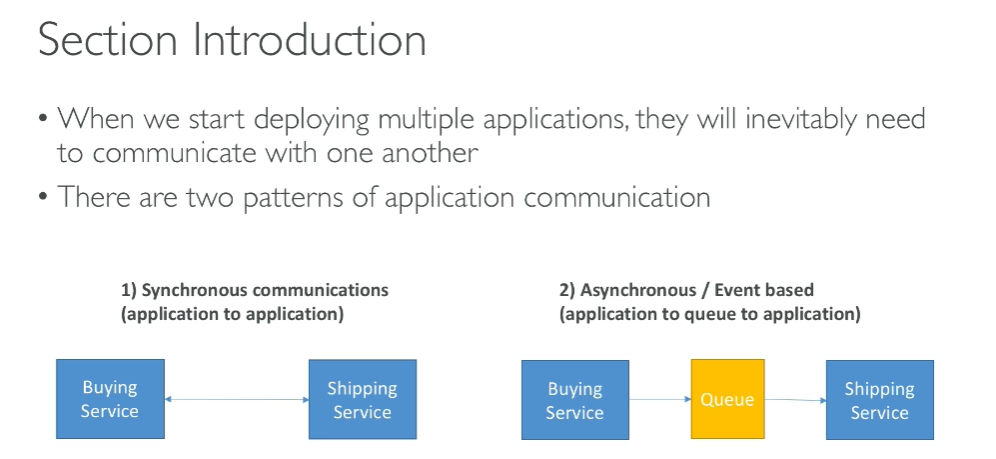 Section Introduction
• When we start deploying multiple applications, they will inevitably need
to communicate with one another
• There are two patterns of application communication
1) Synchronous communications
(application to application)
2) Asynchronous / Event based
(application to queue to application)
Buying
Service
Shipping
Service
Buying
Service
Queue
Shipping
Service